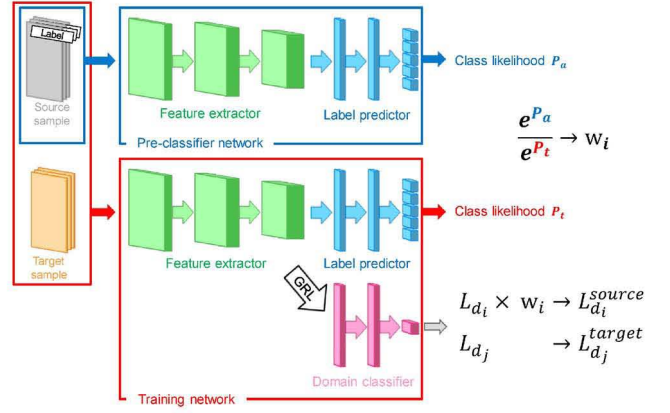 Label
Source
sample
Feature extractor
Label predictor
Class likelihood P_a
Pre-classifier network
e^{P_a} / e^{P_t} → w_i
Target
sample
Feature extractor
Label predictor
Class likelihood P_t
GRL
L_{d_i} × w_i → L_{d_i}^{source}
L_{d_j} → L_{d_j}^{target}
Domain classifier
Training network